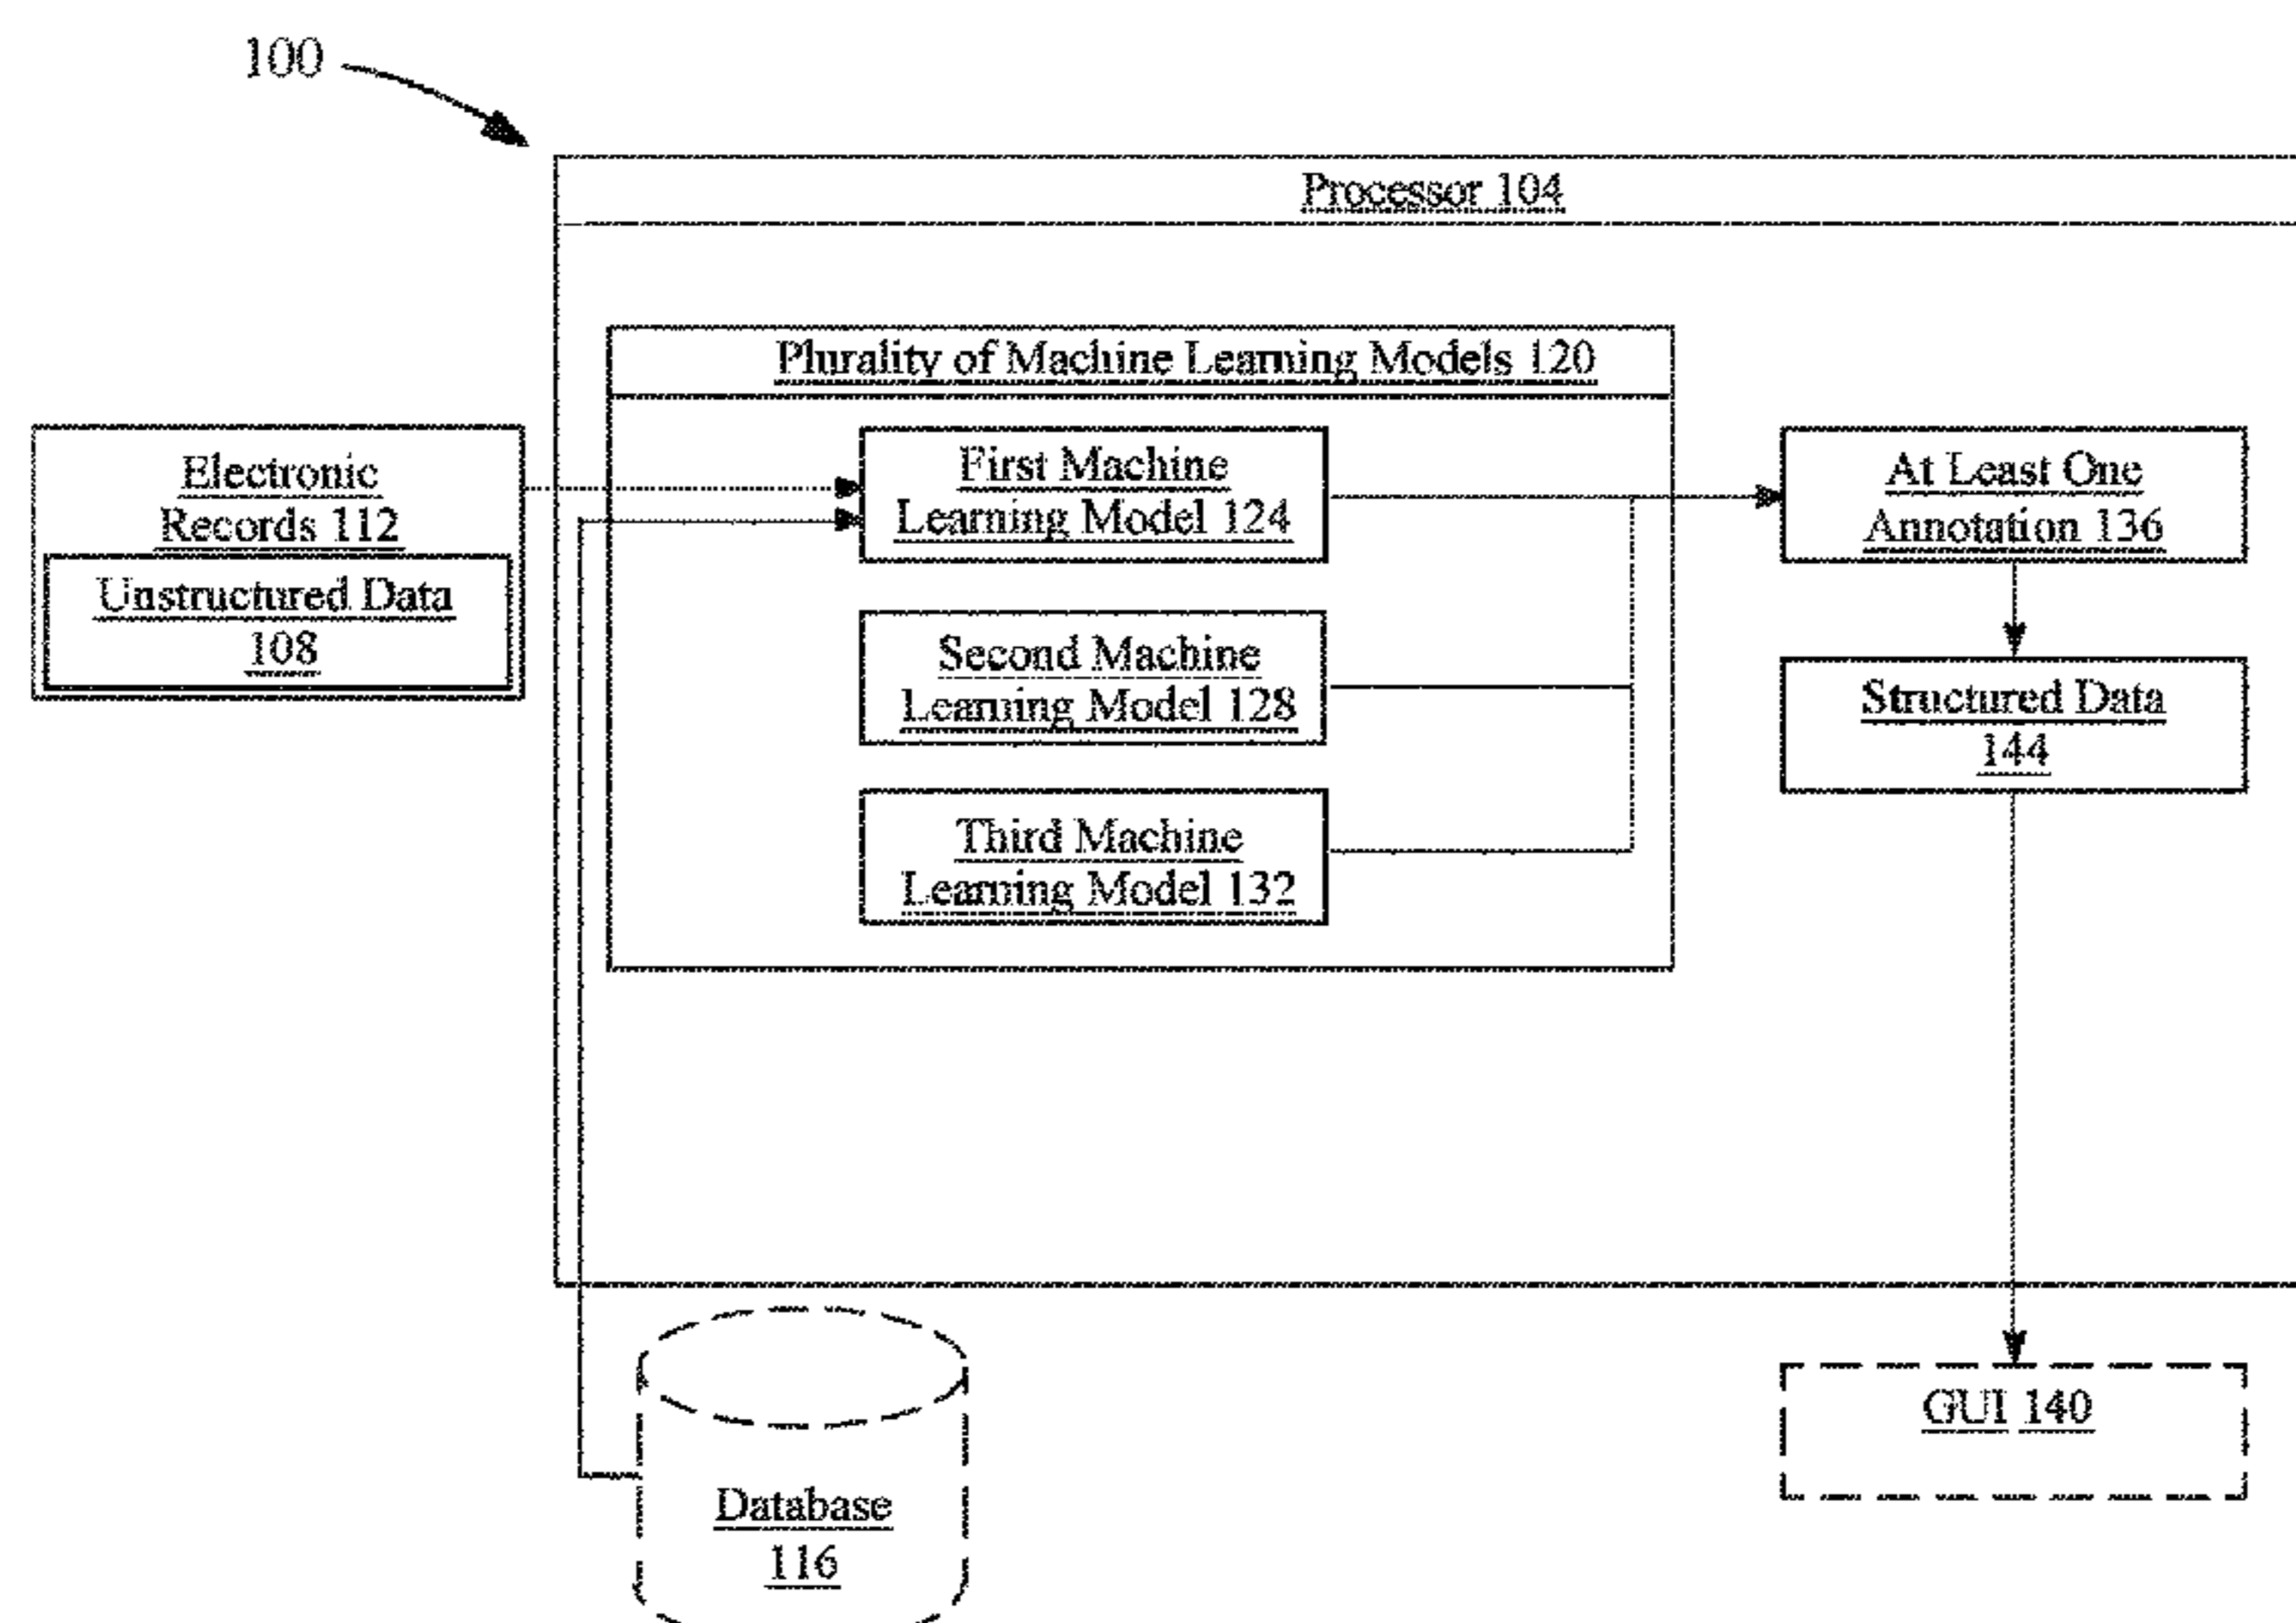 100
Processor 104
Plurality of Machine Learning Models 120
Electronic
Records 112
Unstructured Data
108
First Machine
Learning Model 124
Second Machine
Learning Model 128
Third Machine
Learning Model 132
At Least One
Annotation 136
Structured Data
144
Database
116
GUI 140